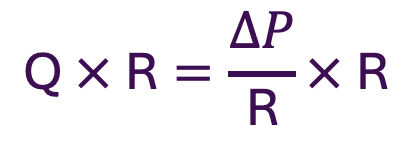 Q × R = ΔP/R × R